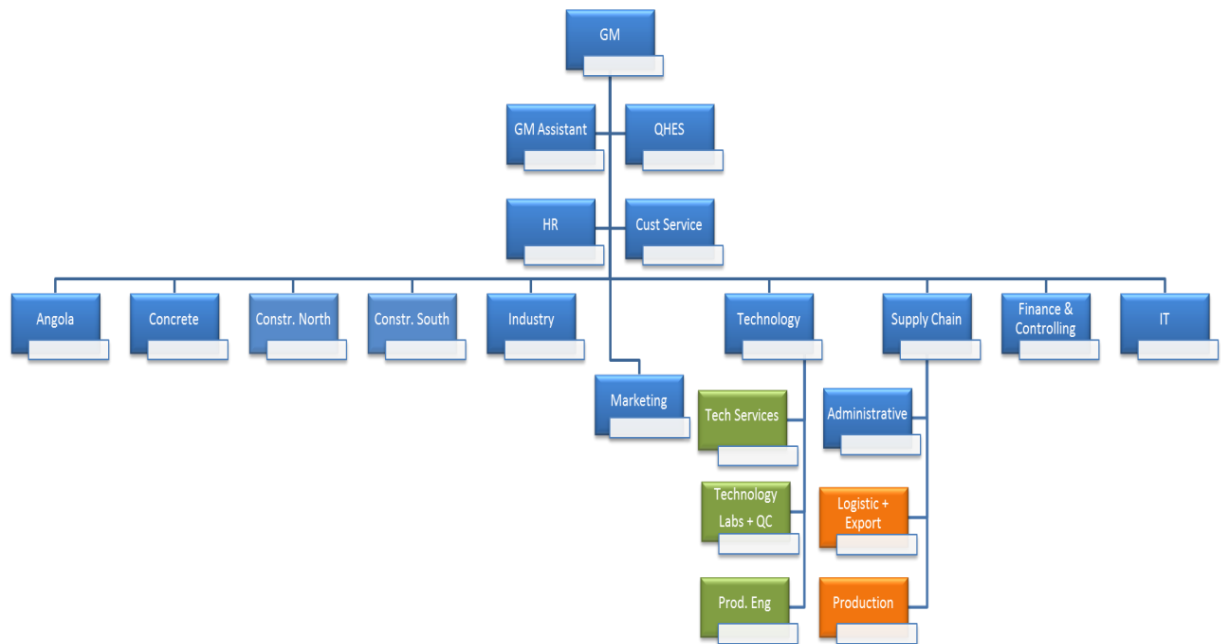 GM
GM Assistant
QHES
HR
Cust Service
Angola
Concrete
Constr. North
Constr. South
Industry
Technology
Supply Chain
Finance &
Controlling
IT
Marketing
Tech Services
Administrative
Technology
Labs + QC
Logistic +
Export
Prod. Eng
Production